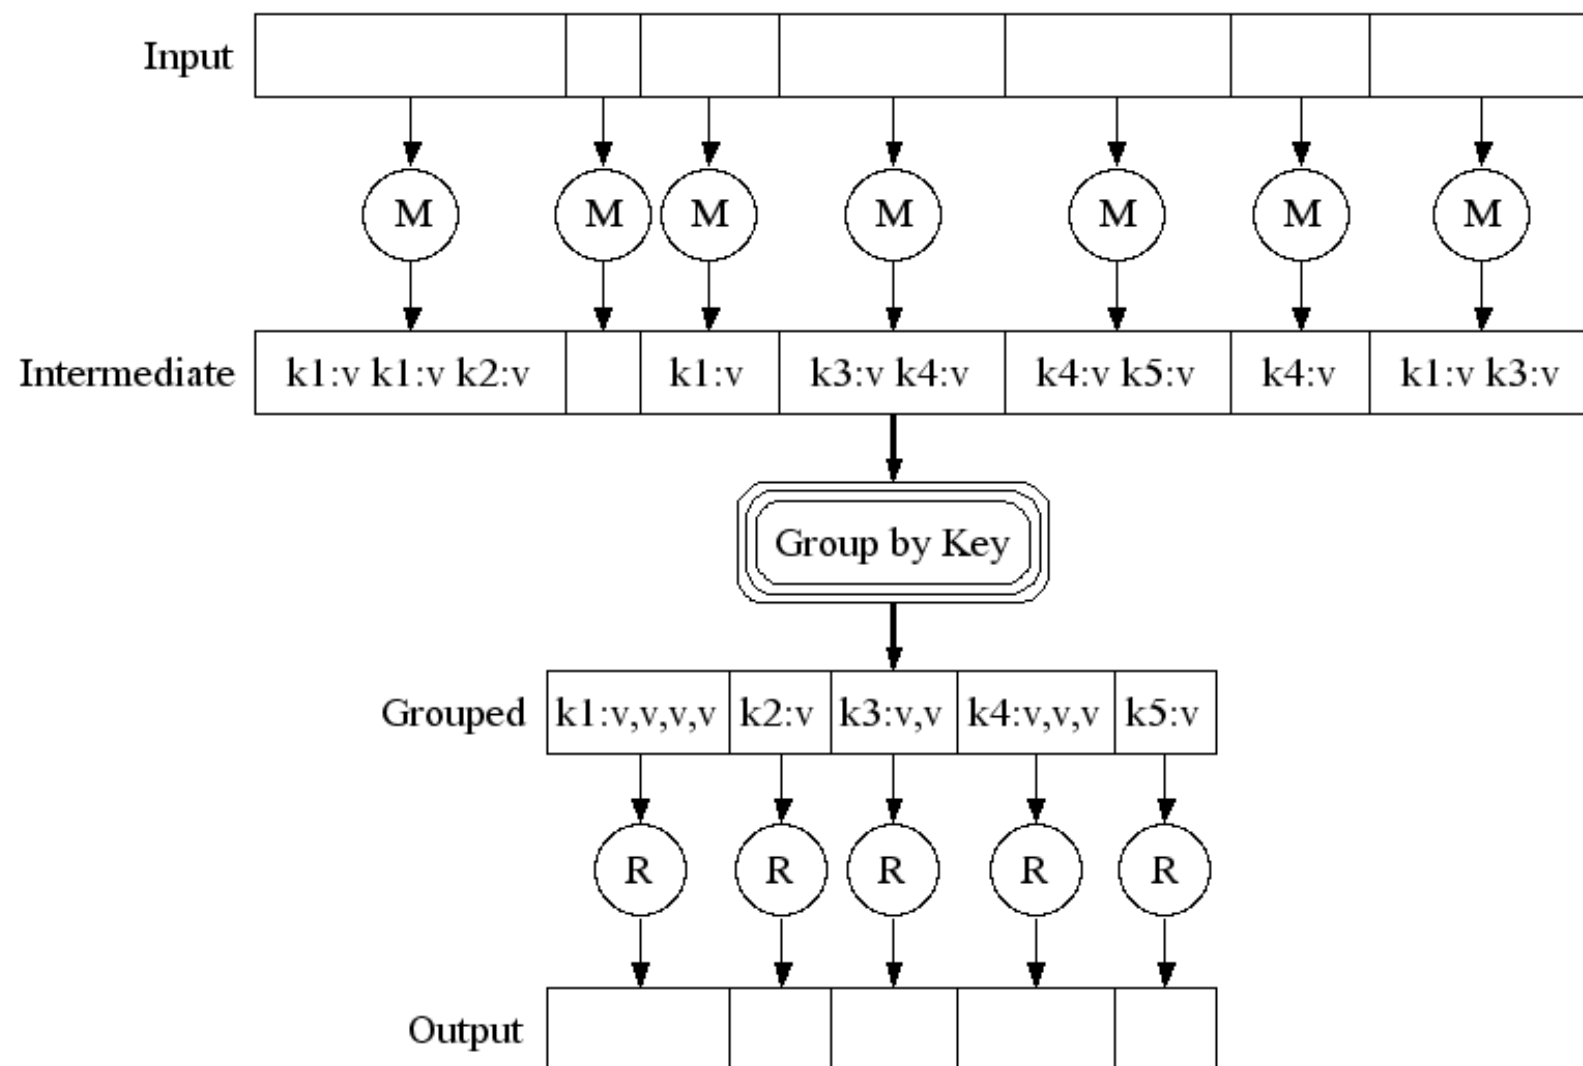 Input
M M M M M M M
Intermediate k1:v k1:v k2:v k1:v k3:v k4:v k4:v k5:v k4:v k1:v k3:v
Group by Key
Grouped k1:v,v,v,v k2:v k3:v,v k4:v,v,v k5:v
R R R R R
Output